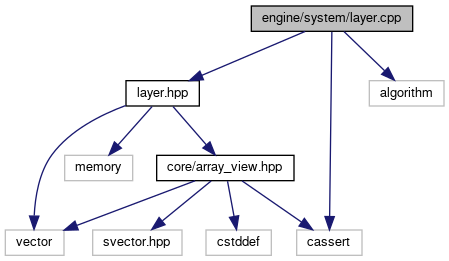 engine/system/layer.cpp
layer.hpp
algorithm
memory
core/array_view.hpp
vector
svector.hpp
cstddef
cassert